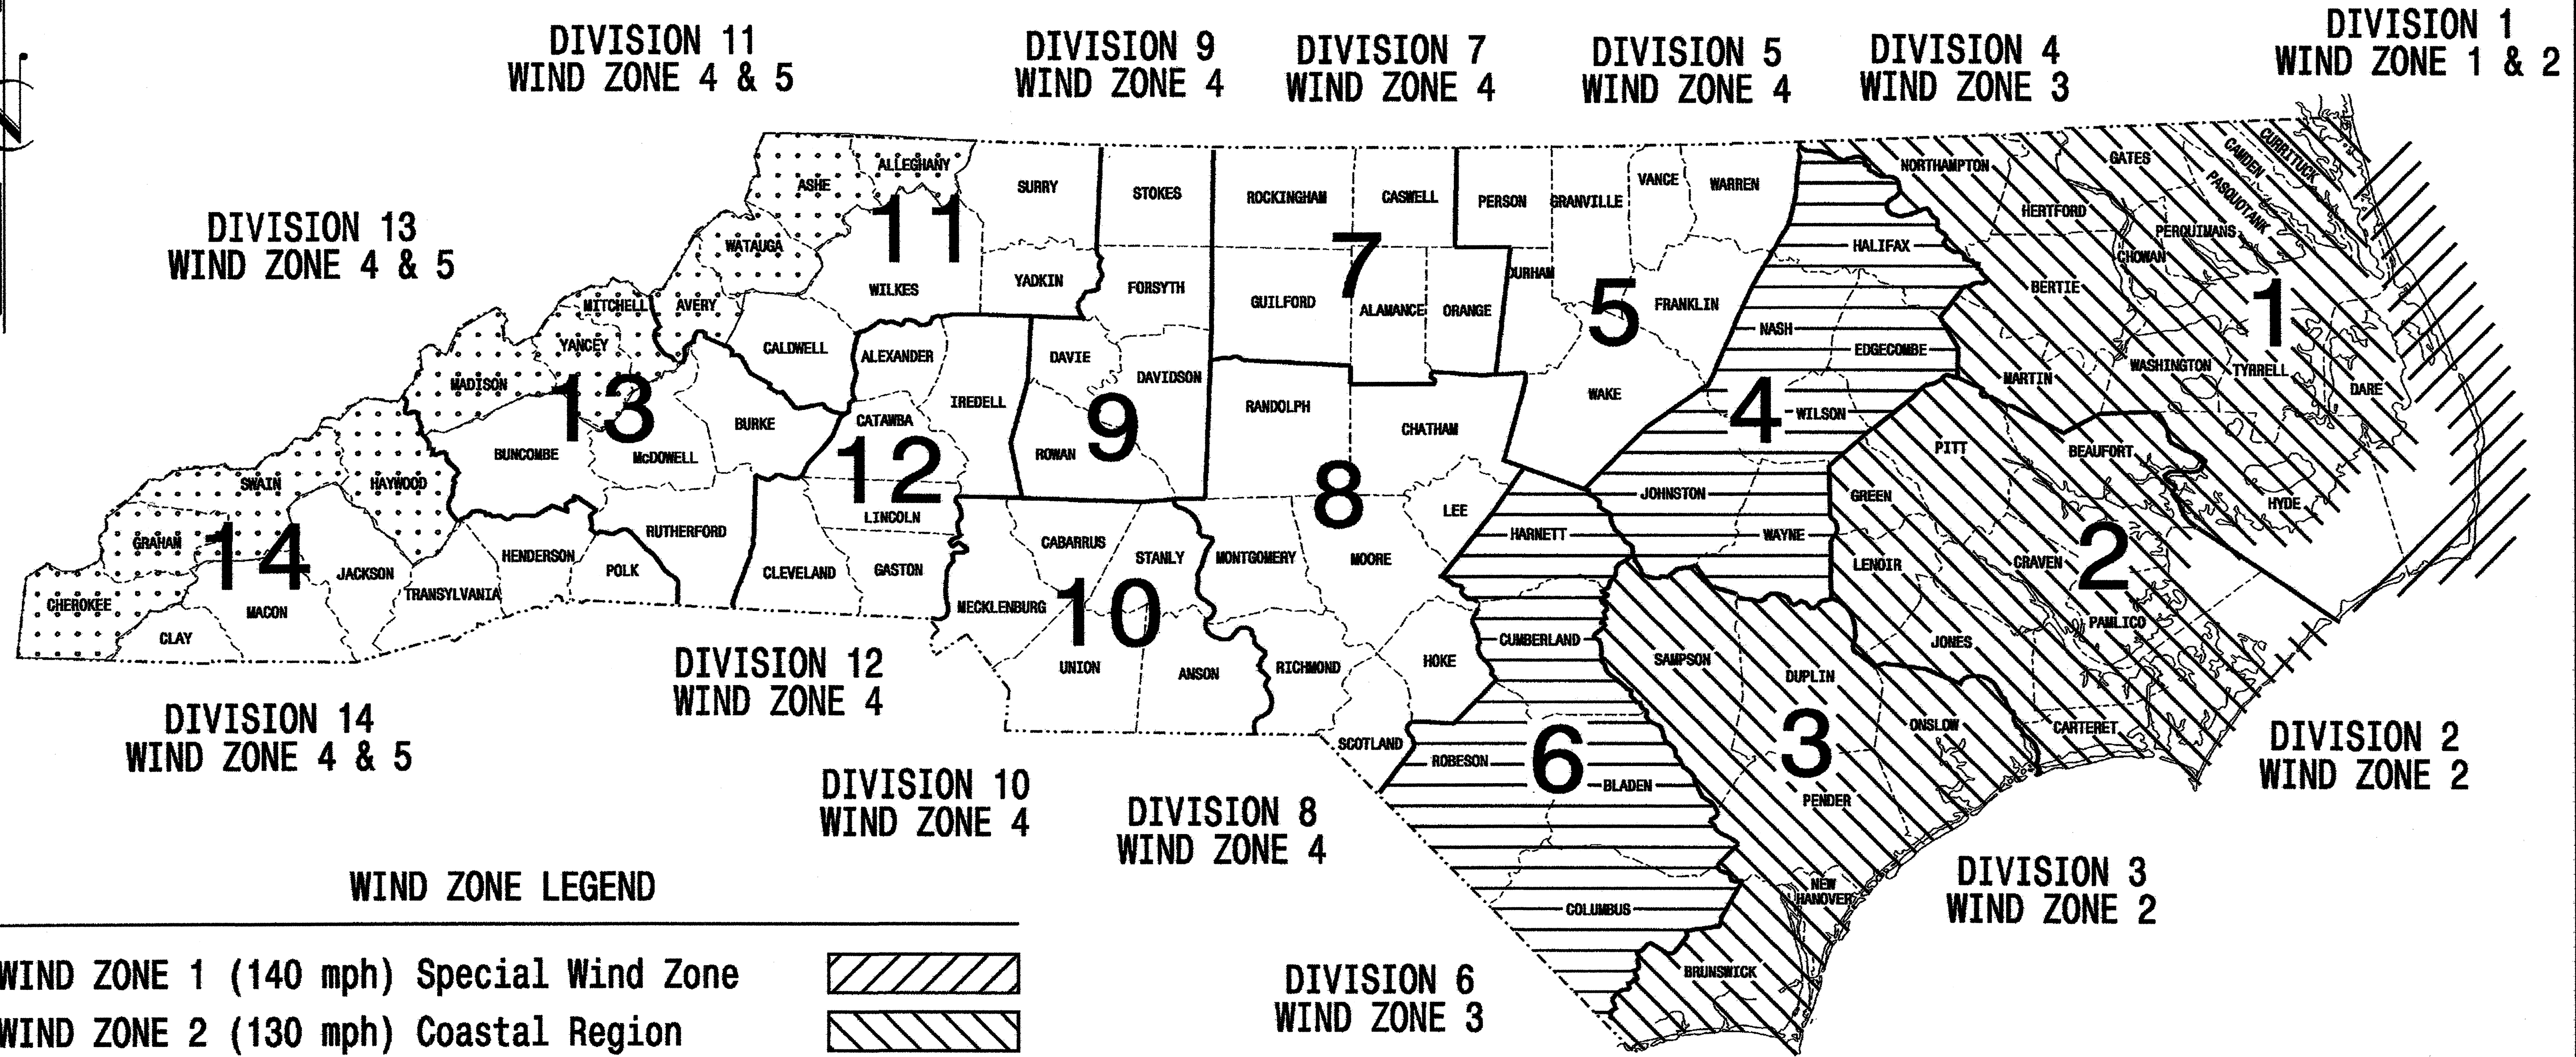 DIVISION 11
WIND ZONE 4 & 5
DIVISION 9
WIND ZONE 4
DIVISION 7
WIND ZONE 4
DIVISION 5
WIND ZONE 4
DIVISION 4
WIND ZONE 3
DIVISION 1
WIND ZONE 1 & 2
N
DIVISION 13
WIND ZONE 4 & 5
ALLEGHANY
ASHE
SURRY
STOKES
ROCKINGHAM
CASWELL
PERSON
GRANVILLE
VANCE
WARREN
NORTHAMPTON
GATES
CAMDEN
CURRITUCK
PASQUOTANK
HERTFORD
PERQUIMANS
CHOWAN
HALIFAX
11
WATAUGA
7
WILKES
YADKIN
FORSYTH
GUILFORD
ALAMANCE
ORANGE
DURHAM
5
FRANKLIN
BERTIE
1
MITCHELL
AVERY
NASH
EDGECOMBE
YANCEY
CALDWELL
ALEXANDER
DAVIE
DAVIDSON
MADISON
13
MARTIN
WASHINGTON
TYRRELL
DARE
IREDELL
RANDOLPH
WAKE
4
WILSON
BURKE
CATAWBA
9
CHATHAM
BUNCOMBE
McDOWELL
12
ROWAN
PITT
BEAUFORT
SWAIN
HAYWOOD
8
JOHNSTON
GREEN
HYDE
LINCOLN
LEE
RUTHERFORD
HARNETT
WAYNE
GRAHAM
14
HENDERSON
CABARRUS
STANLY
MONTGOMERY
MOORE
LENOIR
CRAVEN
2
JACKSON
POLK
CLEVELAND
GASTON
TRANSYLVANIA
CHEROKEE
MACON
MECKLENBURG
10
CLAY
CUMBERLAND
PAMLICO
JONES
UNION
ANSON
RICHMOND
HOKE
SAMPSON
DUPLIN
DIVISION 12
WIND ZONE 4
SCOTLAND
ROBESON
6
BLADEN
3
ONSLOW
CARTERET
PENDER
DIVISION 14
WIND ZONE 4 & 5
DIVISION 2
WIND ZONE 2
DIVISION 10
WIND ZONE 4
DIVISION 8
WIND ZONE 4
NEW
HANOVER
COLUMBUS
DIVISION 3
WIND ZONE 2
BRUNSWICK
DIVISION 6
WIND ZONE 3
WIND ZONE LEGEND
WIND ZONE 1 (140 mph) Special Wind Zone
WIND ZONE 2 (130 mph) Coastal Region